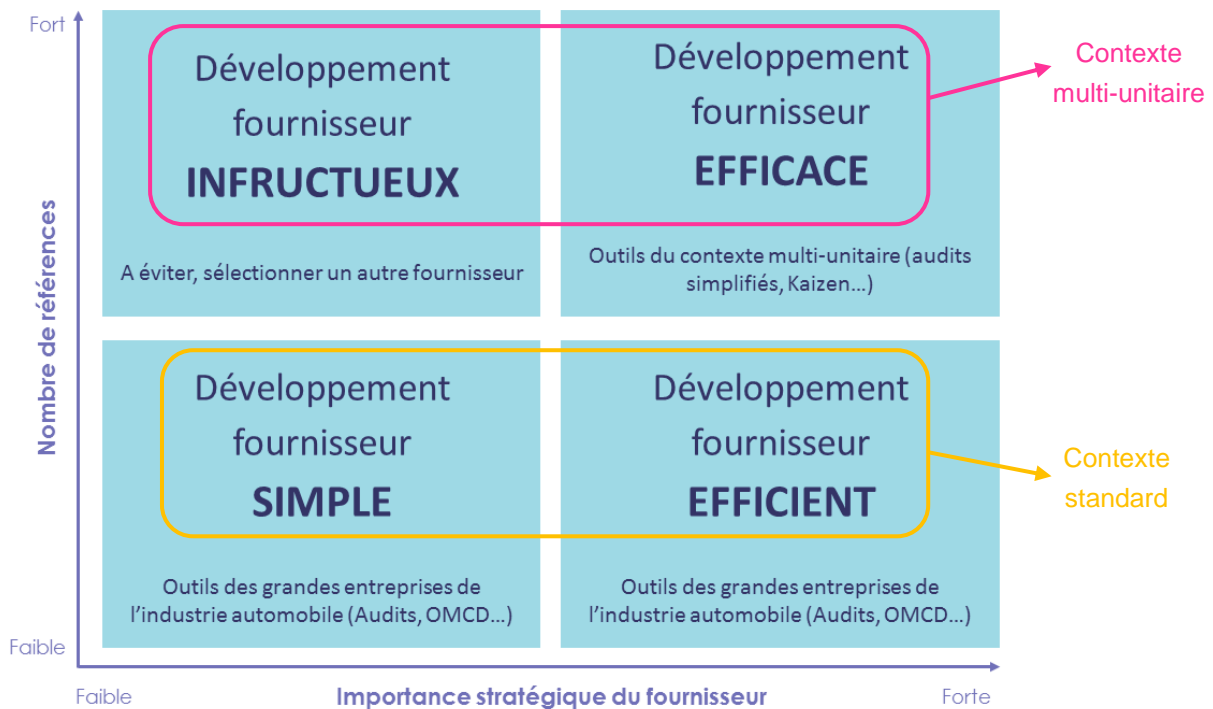 Fort
Développement
fournisseur
INFRUCTUEUX
A éviter, sélectionner un autre fournisseur
Développement
fournisseur
EFFICACE
Outils du contexte multi-unitaire (audits
simplifiés, Kaizen…)
Contexte
multi-unitaire
Nombre de références
Développement
fournisseur
SIMPLE
Outils des grandes entreprises de
l’industrie automobile (Audits, OMCD…)
Développement
fournisseur
EFFICIENT
Outils des grandes entreprises de
l’industrie automobile (Audits, OMCD…)
Contexte
standard
Faible
Faible
Importance stratégique du fournisseur
Forte